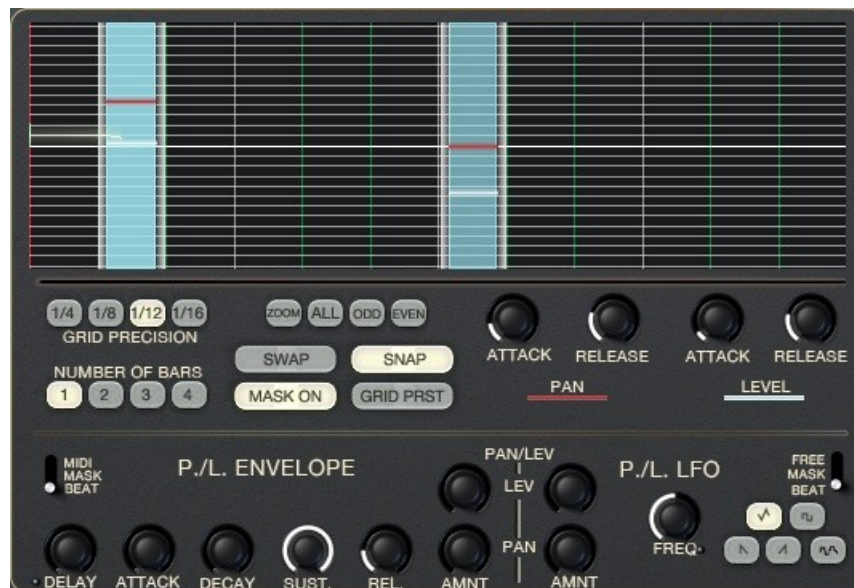 1/4 1/8 1/12 1/16
GRID PRECISION
ZOOM ALL ODD EVEN
ATTACK RELEASE ATTACK RELEASE
SWAP SNAP
NUMBER OF BARS
PAN LEVEL
1 2 3 4
MASK ON GRID PRST
MIDI
MASK
BEAT
P./L. ENVELOPE
PAN/LEV
LEV
P./L. LFO
FREE
MASK
BEAT
PAN
FREQ
DELAY ATTACK DECAY SUST. REL. AMNT AMNT